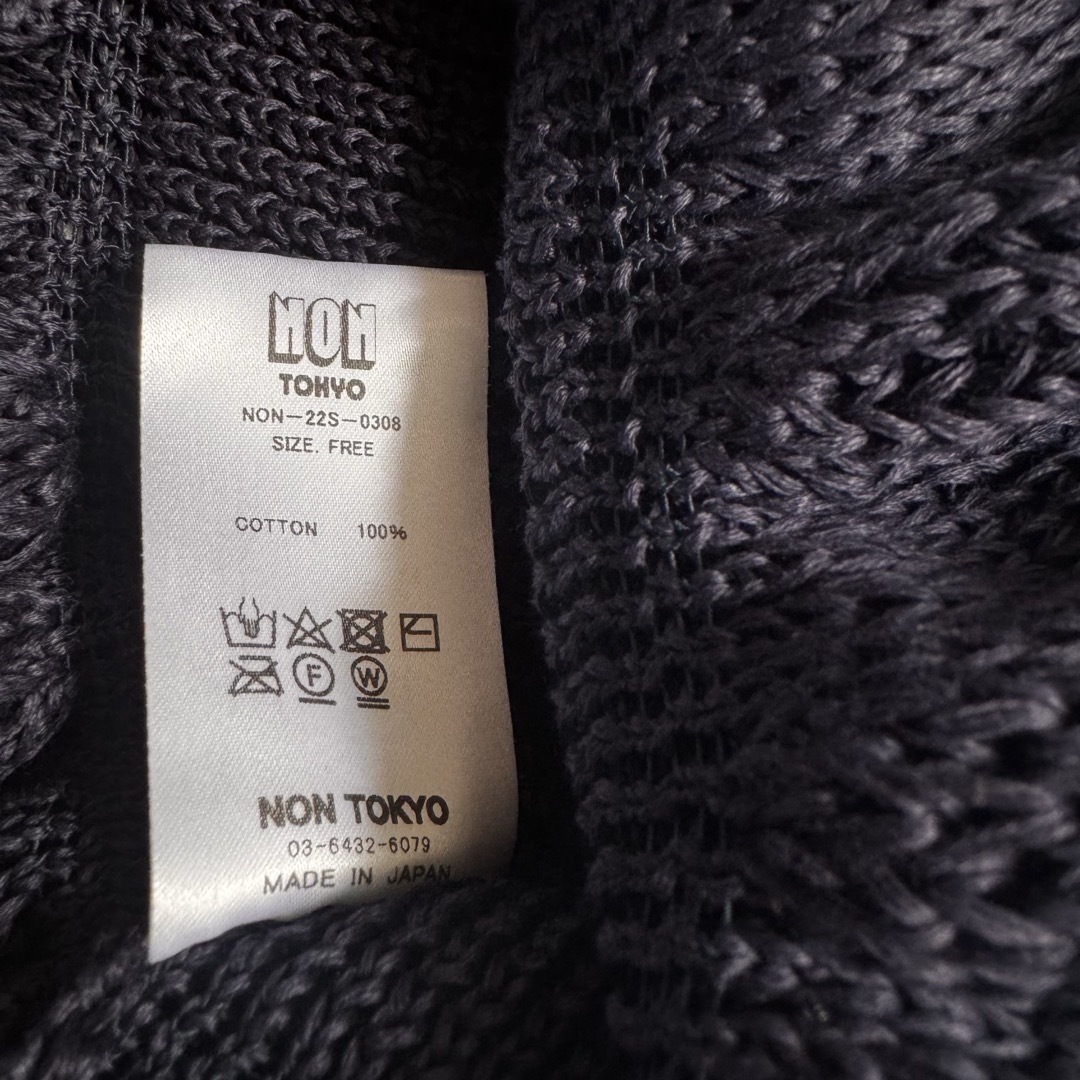 NON
TOKYO
NON-22S-0308
SIZE. FREE
COTTON 100%
F W
NON TOKYO
03-6432-6079
MADE IN JAPAN